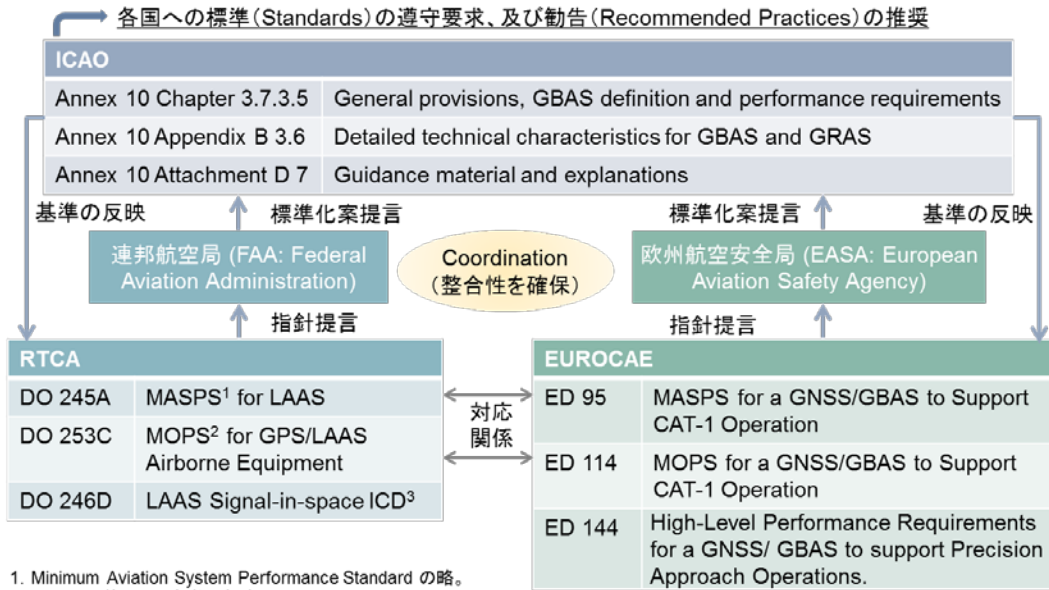 各国への標準(Standards)の遵守要求、及び勧告(Recommended Practices)の推奨
ICAO
Annex 10 Chapter 3.7.3.5 General provisions, GBAS definition and performance requirements
Annex 10 Appendix B 3.6 Detailed technical characteristics for GBAS and GRAS
Annex 10 Attachment D 7 Guidance material and explanations
基準の反映 標準化案提言 標準化案提言 基準の反映
連邦航空局 (FAA: Federal
Aviation Administration)
Coordination
(整合性を確保)
欧州航空安全局 (EASA: European
Aviation Safety Agency)
指針提言 指針提言
RTCA
DO 245A MASPS¹ for LAAS
DO 253C MOPS² for GPS/LAAS
Airborne Equipment
DO 246D LAAS Signal-in-space ICD³
対応
関係
EUROCAE
ED 95 MASPS for a GNSS/GBAS to Support
CAT-1 Operation
ED 114 MOPS for a GNSS/GBAS to Support
CAT-1 Operation
ED 144 High-Level Performance Requirements
for a GNSS/ GBAS to support Precision
Approach Operations.
1. Minimum Aviation System Performance Standard の略。